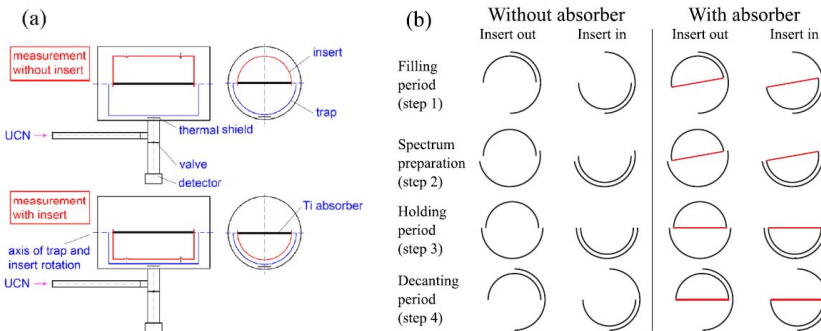 (a)
measurement
without insert
insert
trap
thermal shield
UCN
valve
detector
measurement
with insert
Ti absorber
axis of trap and
insert rotation
UCN
(b)
Without absorber
With absorber
Insert out
Insert in
Insert out
Insert in
Filling
period
(step 1)
Spectrum
preparation
(step 2)
Holding
period
(step 3)
Decanting
period
(step 4)